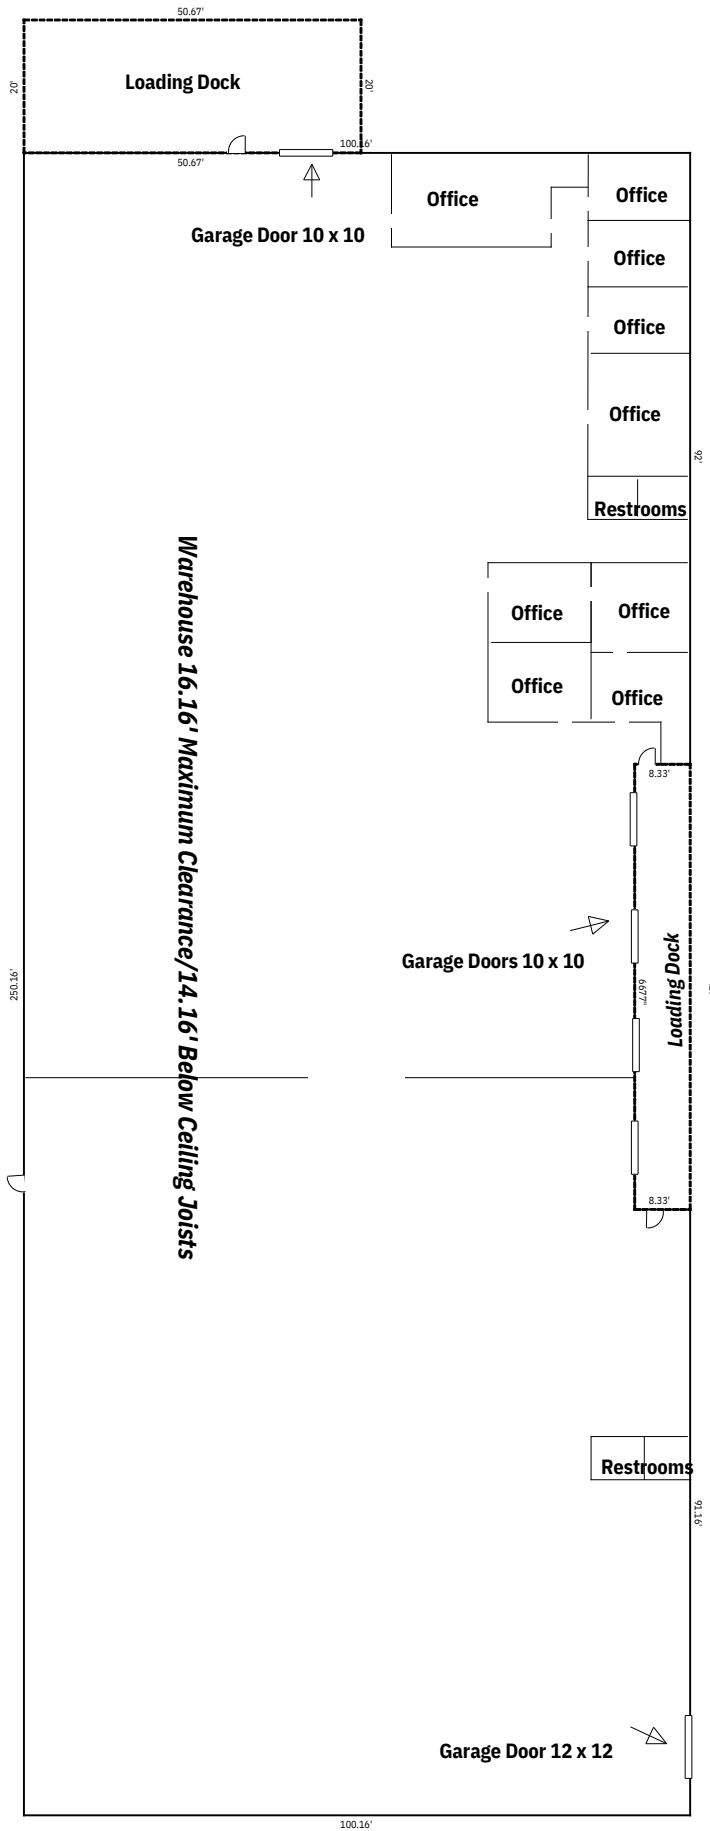 50.67'
20'
Loading Dock
20'
100.16'
50.67'
Office
Office
Garage Door 10 x 10
Office
Office
Office
92'
Restrooms
Warehouse 16.16' Maximum Clearance/14.16' Below Ceiling Joists
Office
Office
Office
Office
8.33'
Garage Doors 10 x 10
Loading Dock
250.16'
8.33'
Restrooms
91.16'
Garage Door 12 x 12
100.16'